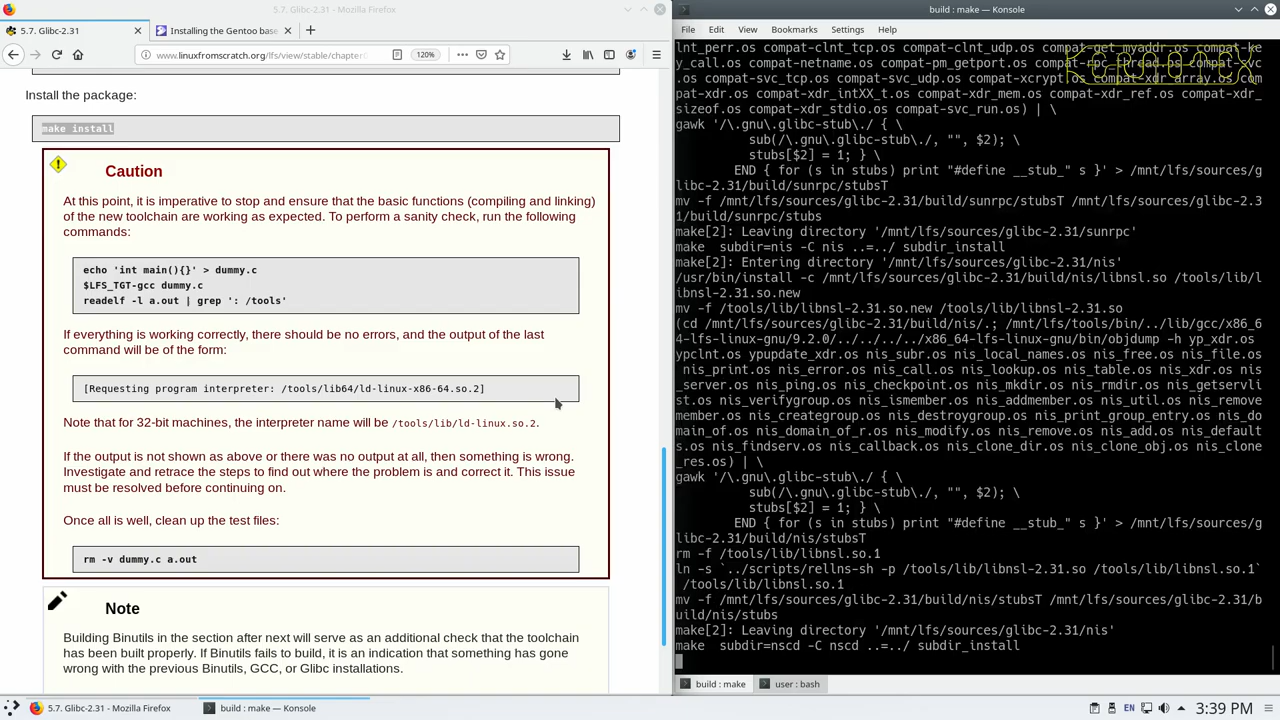 5.7. Glibc-2.31 - Mozilla Firefox
5.7. Glibc-2.31
Installing the Gentoo base
www.linuxfromscratch.org/lfs/view/stable/chapter
120%
Install the package:
make install
Caution
At this point, it is imperative to stop and ensure that the basic functions (compiling and linking)
of the new toolchain are working as expected. To perform a sanity check, run the following
commands:
echo 'int main(){}' > dummy.c
$LFS_TGT-gcc dummy.c
readelf -l a.out | grep ': /tools'
If everything is working correctly, there should be no errors, and the output of the last
command will be of the form:
[Requesting program interpreter: /tools/lib64/ld-linux-x86-64.so.2]
Note that for 32-bit machines, the interpreter name will be /tools/lib/ld-linux.so.2.
If the output is not shown as above or there was no output at all, then something is wrong.
Investigate and retrace the steps to find out where the problem is and correct it. This issue
must be resolved before continuing on.
Once all is well, clean up the test files:
rm -v dummy.c a.out
Note
Building Binutils in the section after next will serve as an additional check that the toolchain
has been built properly. If Binutils fails to build, it is an indication that something has gone
wrong with the previous Binutils, GCC, or Glibc installations.
build : make — Konsole
File Edit View Bookmarks Settings Help
lnt_perr.os compat-clnt_tcp.os compat-clnt_udp.os
y_call.os compat-netname.os compat-pm_getport.os
.os compat-svc_tcp.os compat-svc_udp.os compat-xcrypt
mpat-xdr.os compat-xdr_intXX_t.os compat-xdr_mem.os compat-xdr_ref.os compat-xdr_
sizeof.os compat-xdr_stdio.os compat-svc_run.os) | \
gawk '/\.gnu\.glibc-stub\./ { \
sub(/\.gnu\.glibc-stub\./, "", $2); \
stubs[$2] = 1; } \
END { for (s in stubs) print "#define __stub_" s }' > /mnt/lfs/sources/g
libc-2.31/build/sunrpc/stubsT
mv -f /mnt/lfs/sources/glibc-2.31/build/sunrpc/stubsT /mnt/lfs/sources/glibc-2.3
1/build/sunrpc/stubs
make[2]: Leaving directory '/mnt/lfs/sources/glibc-2.31/sunrpc'
make  subdir=nis -C nis ..=../ subdir_install
make[2]: Entering directory '/mnt/lfs/sources/glibc-2.31/nis'
/usr/bin/install -c /mnt/lfs/sources/glibc-2.31/build/nis/libnsl.so /tools/lib/l
ibnsl-2.31.so.new
mv -f /tools/lib/libnsl-2.31.so.new /tools/lib/libnsl-2.31.so
(cd /mnt/lfs/sources/glibc-2.31/build/nis/.; /mnt/lfs/tools/bin/../lib/gcc/x86_6
4-lfs-linux-gnu/9.2.0/../../../../x86_64-lfs-linux-gnu/bin/objdump -h yp_xdr.os
ypclnt.os ypupdate_xdr.os nis_subr.os nis_local_names.os nis_free.os nis_file.os
nis_print.os nis_error.os nis_call.os nis_lookup.os nis_table.os nis_xdr.os nis
_server.os nis_ping.os nis_checkpoint.os nis_mkdir.os nis_rmdir.os nis_getservli
st.os nis_verifygroup.os nis_ismember.os nis_addmember.os nis_util.os nis_remove
member.os nis_creategroup.os nis_destroygroup.os nis_print_group_entry.os nis_do
main_of.os nis_domain_of_r.os nis_modify.os nis_remove.os nis_add.os nis_default
s.os nis_findserv.os nis_callback.os nis_clone_dir.os nis_clone_obj.os nis_clone
_res.os) | \
gawk '/\.gnu\.glibc-stub\./ { \
sub(/\.gnu\.glibc-stub\./, "", $2); \
stubs[$2] = 1; } \
END { for (s in stubs) print "#define __stub_" s }' > /mnt/lfs/sources/g
libc-2.31/build/nis/stubsT
rm -f /tools/lib/libnsl.so.1
ln -s `../scripts/rellns-sh -p /tools/lib/libnsl-2.31.so /tools/lib/libnsl.so.1`
/tools/lib/libnsl.so.1
mv -f /mnt/lfs/sources/glibc-2.31/build/nis/stubsT /mnt/lfs/sources/glibc-2.31/b
uild/nis/stubs
make[2]: Leaving directory '/mnt/lfs/sources/glibc-2.31/nis'
make  subdir=nscd -C nscd ..=../ subdir_install
build : make
user : bash
5.7. Glibc-2.31 - Mozilla Firefox
build : make — Konsole
EN
3:39 PM